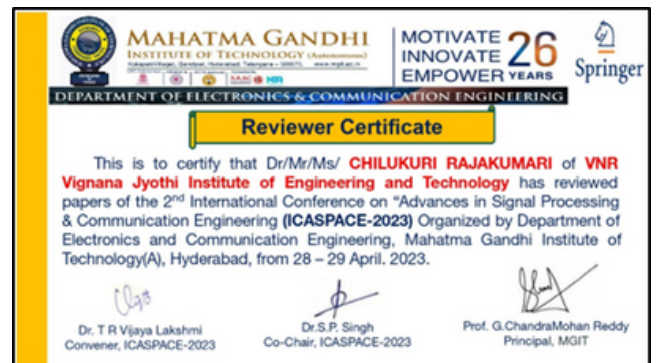 MAHATMA GANDHI
INSTITUTE OF TECHNOLOGY (Autonomous)
MOTIVATE
INNOVATE
EMPOWER
26
YEARS
Springer
DEPARTMENT OF ELECTRONICS & COMMUNICATION ENGINEERING
Reviewer Certificate
This is to certify that Dr/Mr/Ms/ CHILUKURI RAJAKUMARI of VNR
Vignana Jyothi Institute of Engineering and Technology has reviewed
papers of the 2nd International Conference on “Advances in Signal Processing
& Communication Engineering (ICASPACE-2023) Organized by Department of
Electronics and Communication Engineering, Mahatma Gandhi Institute of
Technology(A), Hyderabad, from 28 – 29 April. 2023.
Dr. T R Vijaya Lakshmi
Convener, ICASPACE-2023
Dr.S.P. Singh
Co-Chair, ICASPACE-2023
Prof. G.ChandraMohan Reddy
Principal, MGIT